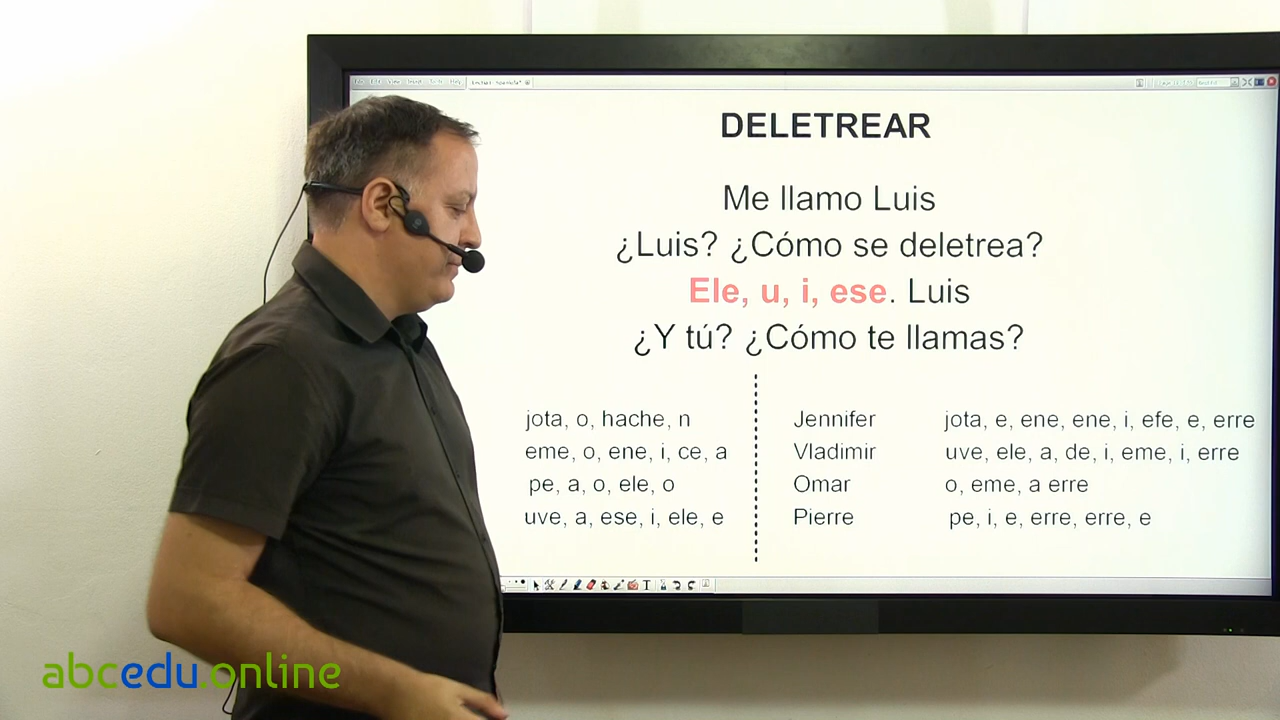 DELETREAR
Me llamo Luis
¿Luis? ¿Cómo se deletrea?
Ele, u, i, ese. Luis
¿Y tú? ¿Cómo te llamas?
jota, o, hache, n
eme, o, ene, i, ce, a
pe, a, o, ele, o
uve, a, ese, i, ele, e
Jennifer jota, e, ene, ene, i, efe, e, erre
Vladimir uve, ele, a, de, i, eme, i, erre
Omar o, eme, a erre
Pierre pe, i, e, erre, erre, e
abcedu.online